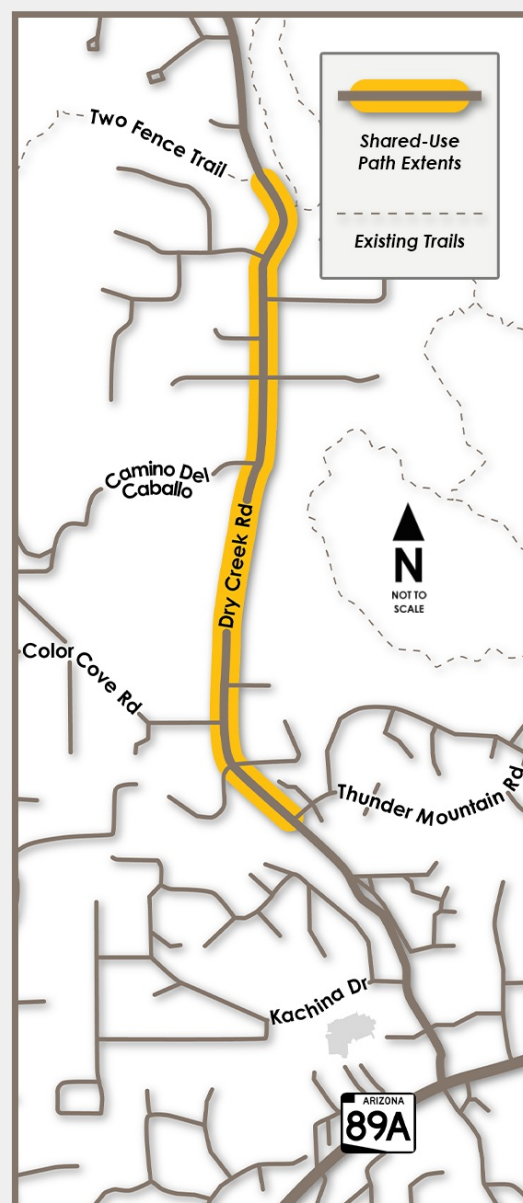 Shared-Use
Path Extents
Existing Trails
Two Fence Trail
Camino Del
Caballo
Dry Creek Rd
N
NOT TO
SCALE
Color Cove Rd
Thunder Mountain Rd
Kachina Dr
ARIZONA
89A